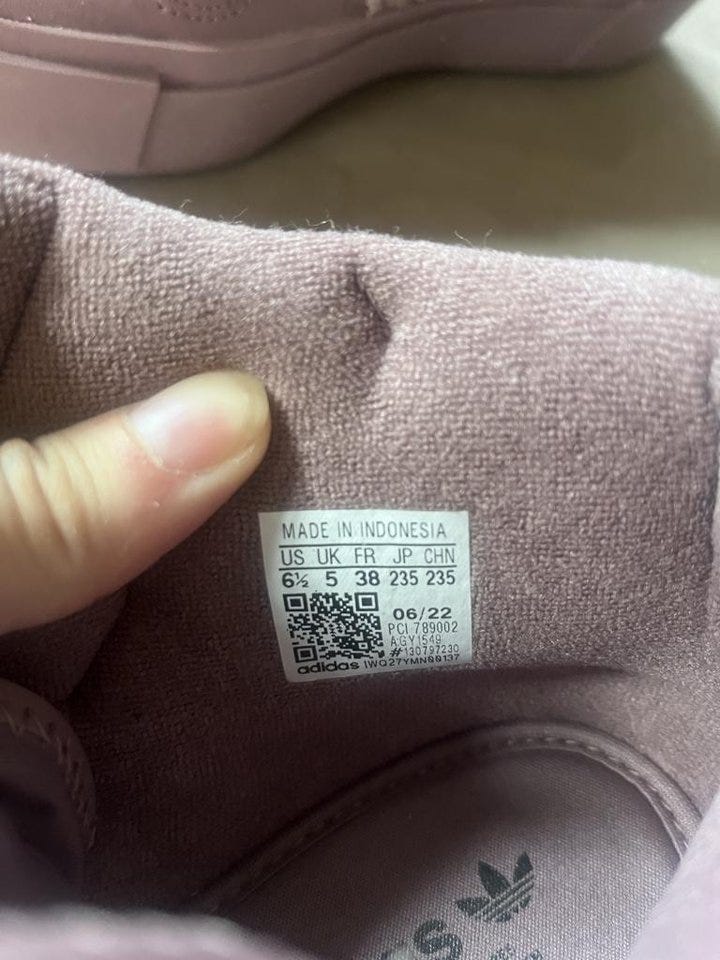 MADE IN INDONESIA
US UK FR JP CHN
6½ 5 38 235 235
06/22
PCI 789002
AGY1549
#130797230
adidas 1WQ27YMN00137